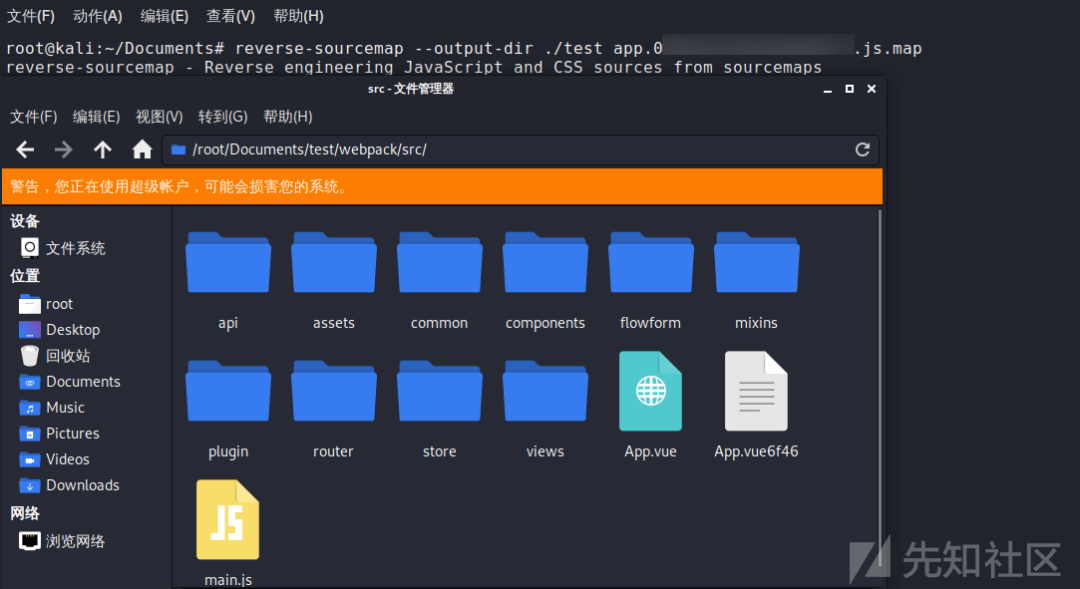 文件(F) 动作(A) 编辑(E) 查看(V) 帮助(H)
root@kali:~/Documents# reverse-sourcemap --output-dir ./test app.0 .js.map
reverse-sourcemap - Reverse engineering JavaScript and CSS sources from sourcemaps
src - 文件管理器
文件(F) 编辑(E) 视图(V) 转到(G) 帮助(H)
/root/Documents/test/webpack/src/
警告，您正在使用超级帐户，可能会损害您的系统。
设备
文件系统
位置
root
Desktop
回收站
Documents
Music
Pictures
Videos
Downloads
网络
浏览网络
api assets common components flowform mixins
plugin router store views App.vue App.vue6f46
JS
main.js
先知社区